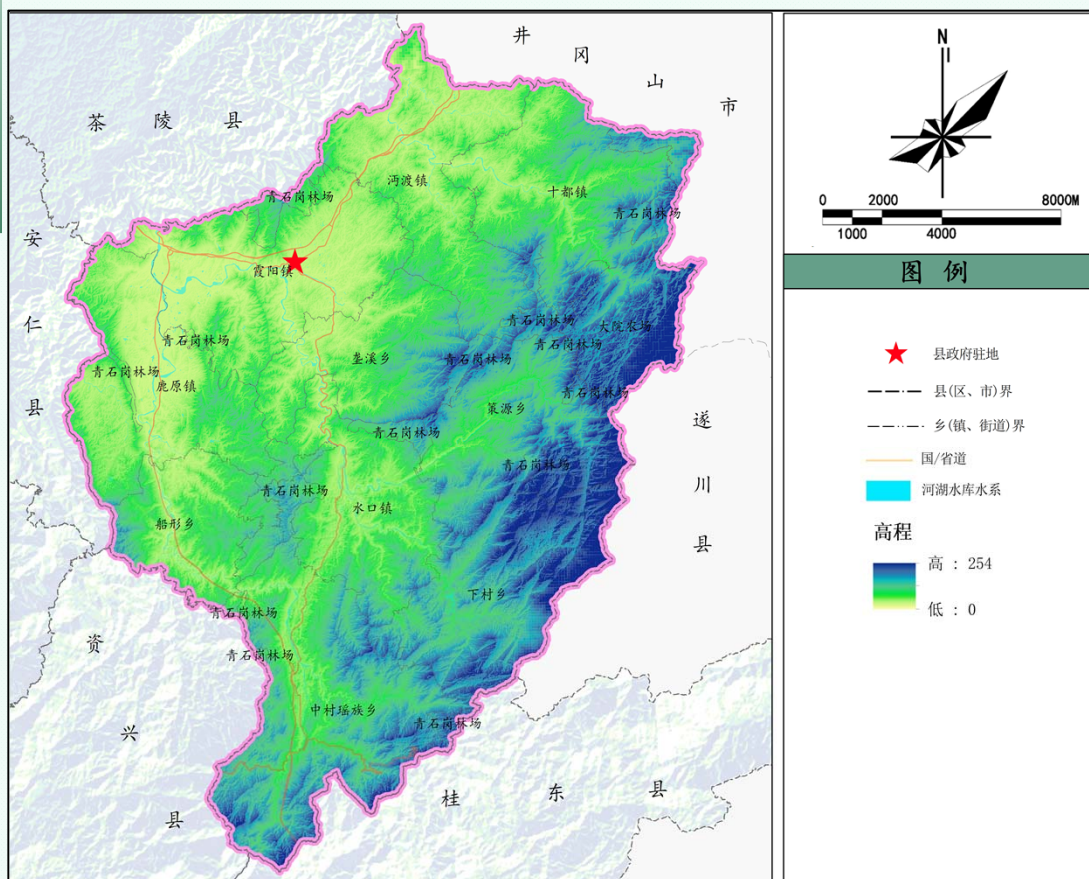 井冈山市
茶陵县
安仁县
遂川县
资兴县
桂东县
沔渡镇
十都镇
青石岗林场
青石岗林场
霞阳镇
青石岗林场
大院农场
青石岗林场
青石岗林场
垄溪乡
青石岗林场
青石岗林场
鹿原镇
青石岗林场
策源乡
青石岗林场
青石岗林场
青石岗林场
水口镇
船形乡
下村乡
青石岗林场
青石岗林场
中村瑶族乡
青石岗林场
N
0 2000 8000M
1000 4000
图 例
县政府驻地
县(区、市)界
乡(镇、街道)界
国/省道
河湖水库水系
高程
高 : 254
低 : 0